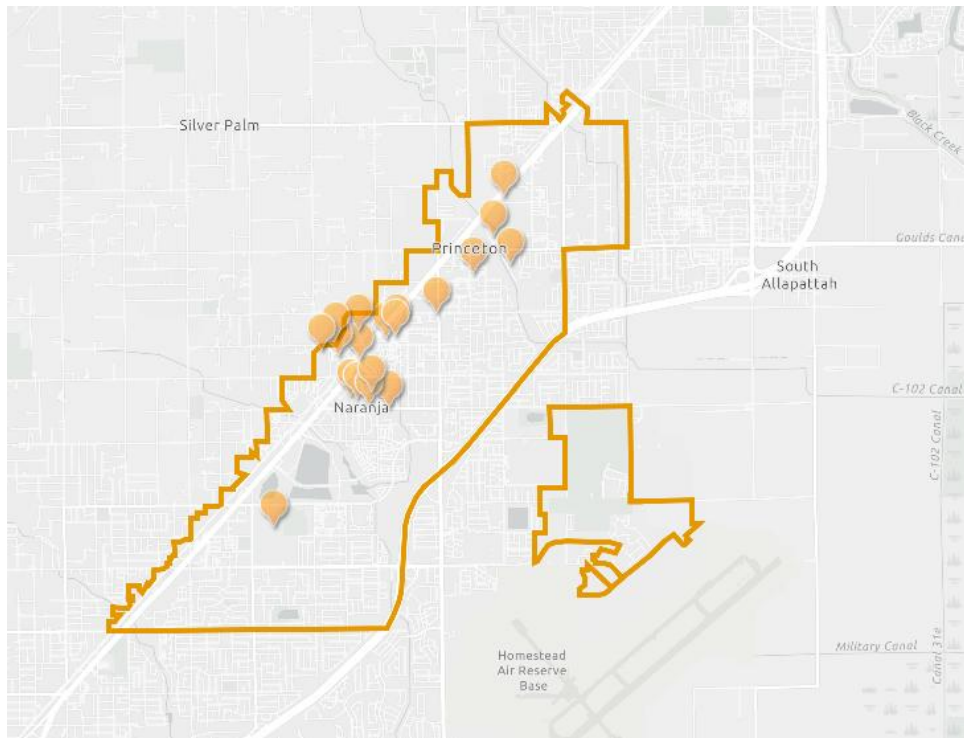 Silver Palm
Black Creek
Princeton
Goulds Cana
South
Allapattah
C-102 Canal
Naranja
C-102 Canal
Homestead
Air Reserve
Base
Military Canal
Canal 31e